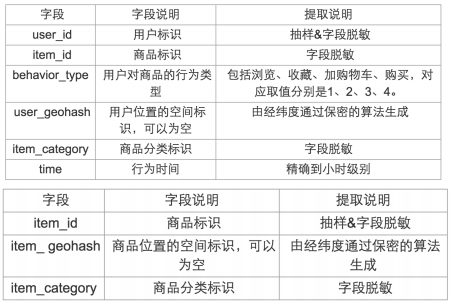 字段 字段说明 提取说明
user_id 用户标识 抽样&字段脱敏
item_id 商品标识 字段脱敏
behavior_type 用户对商品的行为类型 包括浏览、收藏、加购物车、购买，对应取值分别是1、2、3、4。
user_geohash 用户位置的空间标识，可以为空 由经纬度通过保密的算法生成
item_category 商品分类标识 字段脱敏
time 行为时间 精确到小时级别
字段 字段说明 提取说明
item_id 商品标识 抽样&字段脱敏
item_ geohash 商品位置的空间标识，可以为空 由经纬度通过保密的算法生成
item_category 商品分类标识 字段脱敏